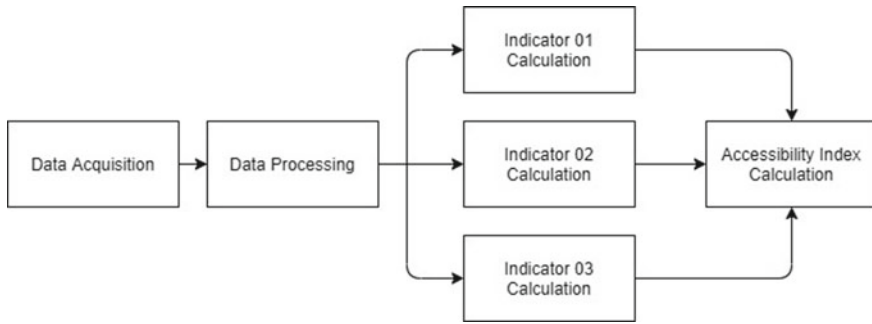 Data Acquisition
Data Processing
Indicator 01
Calculation
Indicator 02
Calculation
Indicator 03
Calculation
Accessibility Index
Calculation